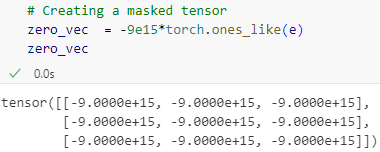 # Creating a masked tensor
zero_vec  = -9e15*torch.ones_like(e)
zero_vec
✓ 0.0s
tensor([[-9.0000e+15, -9.0000e+15, -9.0000e+15],
        [-9.0000e+15, -9.0000e+15, -9.0000e+15],
        [-9.0000e+15, -9.0000e+15, -9.0000e+15]])